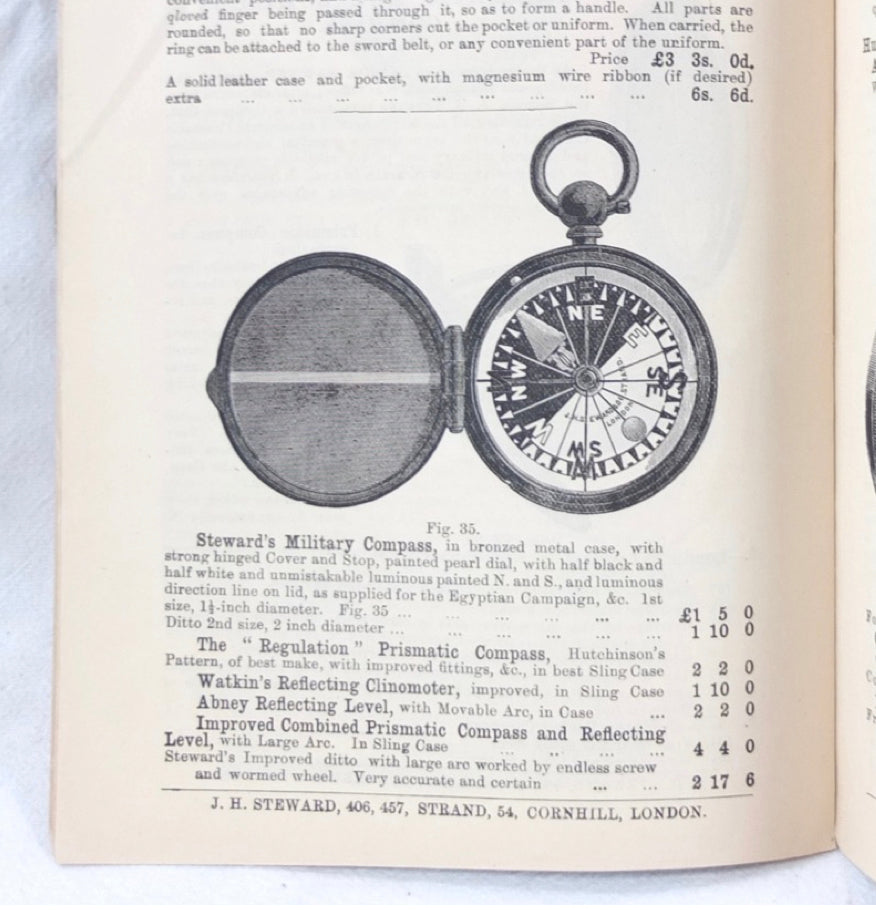 gloved finger being passed through it, so as to form a handle. All parts are
rounded, so that no sharp corners cut the pocket or uniform. When carried, the
ring can be attached to the sword belt, or any convenient part of the uniform.
Price £3 3s. 0d.
A solid leather case and pocket, with magnesium wire ribbon (if desired)
extra ... ... ... ... ... ... ... ... ... 6s. 6d.
E
NE
E
SE
S
NW
W
W S
LONDON
Fig. 35.
Steward's Military Compass, in bronzed metal case, with
strong hinged Cover and Stop, painted pearl dial, with half black and
half white and unmistakable luminous painted N. and S., and luminous
direction line on lid, as supplied for the Egyptian Campaign, &c. 1st
size, 1½-inch diameter. Fig. 35 ... ... ... ... ... ... £1 5 0
Ditto 2nd size, 2 inch diameter ... ... ... ... ... ... 1 10 0
The "Regulation" Prismatic Compass, Hutchinson's
Pattern, of best make, with improved fittings, &c., in best Sling Case 2 2 0
Watkin's Reflecting Clinomoter, improved, in Sling Case 1 10 0
Abney Reflecting Level, with Movable Arc, in Case ... 2 2 0
Improved Combined Prismatic Compass and Reflecting
Level, with Large Arc. In Sling Case ... ... ... ... 4 4 0
Steward's Improved ditto with large arc worked by endless screw
and wormed wheel. Very accurate and certain ... ... 2 17 6
J. H. STEWARD, 406, 457, STRAND, 54, CORNHILL, LONDON.